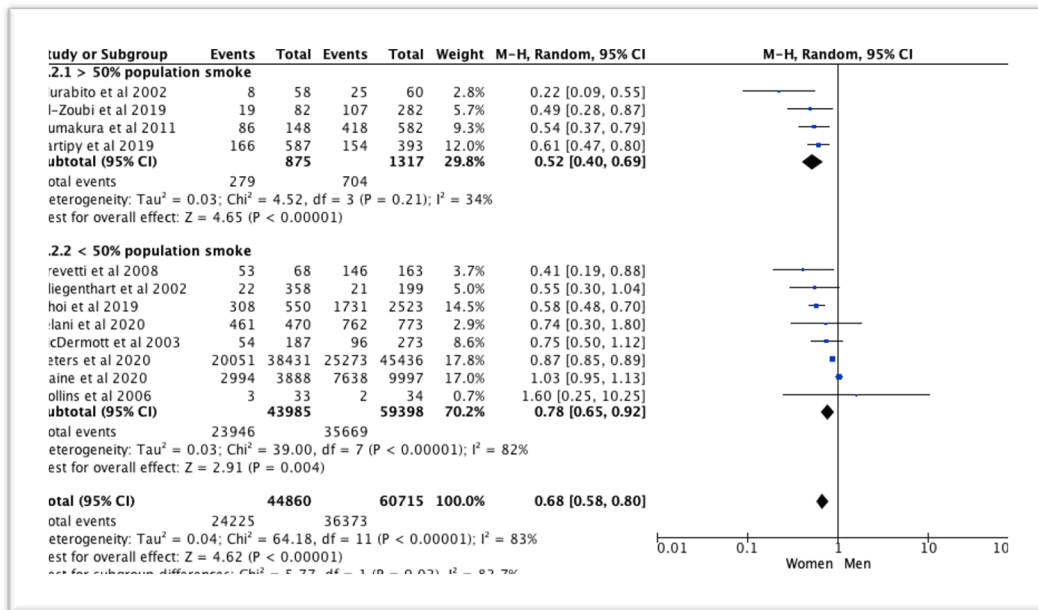 tudy or Subgroup Events Total Events Total Weight M-H, Random, 95% CI M-H, Random, 95% CI
.2.1 > 50% population smoke
urabito et al 2002 8 58 25 60 2.8% 0.22 [0.09, 0.55]
l-Zoubi et al 2019 19 82 107 282 5.7% 0.49 [0.28, 0.87]
umakura et al 2011 86 148 418 582 9.3% 0.54 [0.37, 0.79]
artipy et al 2019 166 587 154 393 12.0% 0.61 [0.47, 0.80]
ubtotal (95% CI) 875 1317 29.8% 0.52 [0.40, 0.69]
otal events 279 704
eterogeneity: Tau² = 0.03; Chi² = 4.52, df = 3 (P = 0.21); I² = 34%
est for overall effect: Z = 4.65 (P < 0.00001)
.2.2 < 50% population smoke
revetti et al 2008 53 68 146 163 3.7% 0.41 [0.19, 0.88]
liegenthart et al 2002 22 358 21 199 5.0% 0.55 [0.30, 1.04]
hoi et al 2019 308 550 1731 2523 14.5% 0.58 [0.48, 0.70]
elani et al 2020 461 470 762 773 2.9% 0.74 [0.30, 1.80]
cDermott et al 2003 54 187 96 273 8.6% 0.75 [0.50, 1.12]
eters et al 2020 20051 38431 25273 45436 17.8% 0.87 [0.85, 0.89]
aine et al 2020 2994 3888 7638 9997 17.0% 1.03 [0.95, 1.13]
ollins et al 2006 3 33 2 34 0.7% 1.60 [0.25, 10.25]
ubtotal (95% CI) 43985 59398 70.2% 0.78 [0.65, 0.92]
otal events 23946 35669
eterogeneity: Tau² = 0.03; Chi² = 39.00, df = 7 (P < 0.00001); I² = 82%
est for overall effect: Z = 2.91 (P = 0.004)
otal (95% CI) 44860 60715 100.0% 0.68 [0.58, 0.80]
otal events 24225 36373
eterogeneity: Tau² = 0.04; Chi² = 64.18, df = 11 (P < 0.00001); I² = 83%
est for overall effect: Z = 4.62 (P < 0.00001)
est for subgroup differences: Chi² = 5.77, df = 1 (P = 0.02), I² = 82.7%
0.01 0.1 1 10 10
Women Men